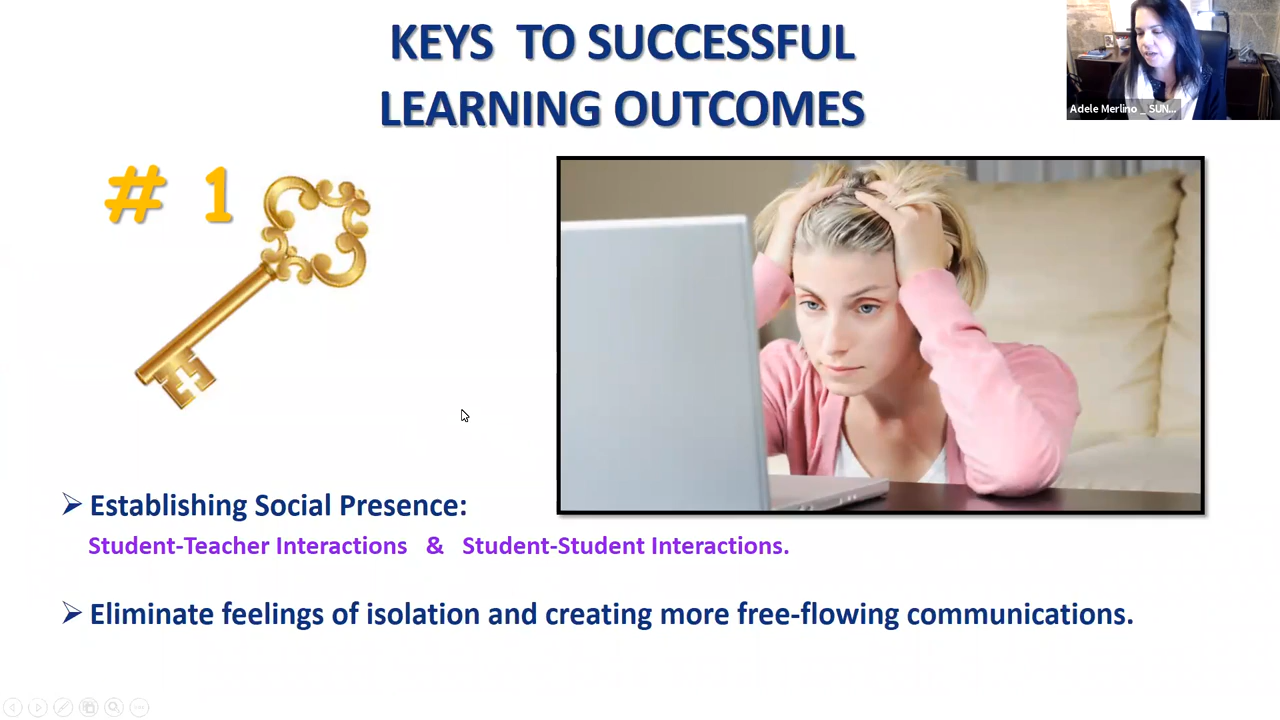 KEYS TO SUCCESSFUL
LEARNING OUTCOMES
Adele Merlino _ SUN...
# 1
Establishing Social Presence:
Student-Teacher Interactions & Student-Student Interactions.
Eliminate feelings of isolation and creating more free-flowing communications.